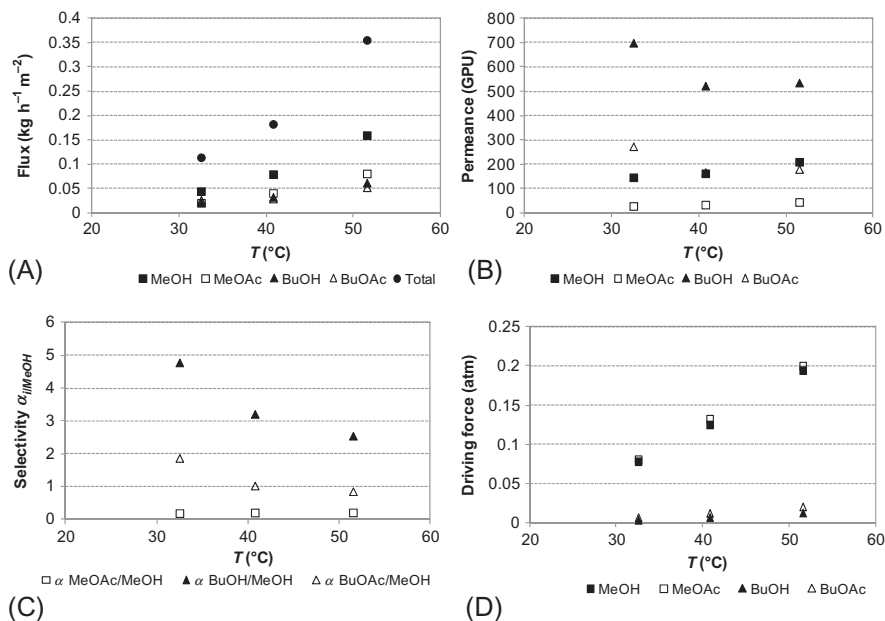 0.4
0.35
0.3
0.25
0.2
0.15
0.1
0.05
0
Flux (kg h⁻¹ m⁻²)
20 30 40 50 60
T (°C)
(A)
■ MeOH □ MeOAc ▲ BuOH △ BuOAc ● Total
800
700
600
500
400
300
200
100
0
Permeance (GPU)
20 30 40 50 60
T (°C)
(B)
■ MeOH □ MeOAc ▲ BuOH △ BuOAc
6
5
4
3
2
1
0
Selectivity α i/MeOH
20 30 40 50 60
T (°C)
□ α MeOAc/MeOH ▲ α BuOH/MeOH △ α BuOAc/MeOH
(C)
0.25
0.2
0.15
0.1
0.05
0
Driving force (atm)
20 30 40 50 60
T (°C)
■ MeOH □ MeOAc ▲ BuOH △ BuOAc
(D)